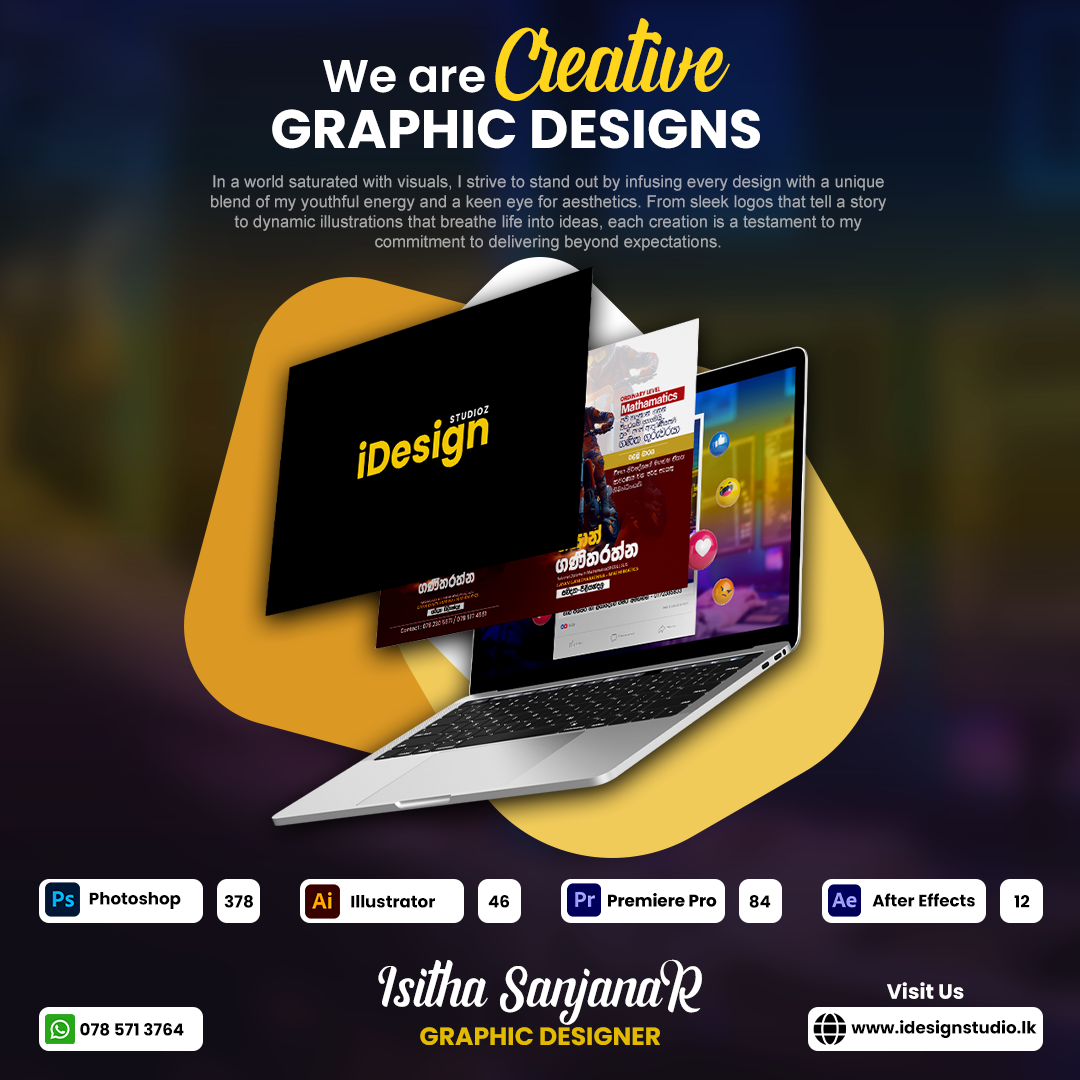 We are Creative
GRAPHIC DESIGNS
In a world saturated with visuals, I strive to stand out by infusing every design with a unique
blend of my youthful energy and a keen eye for aesthetics. From sleek logos that tell a story
to dynamic illustrations that breathe life into ideas, each creation is a testament to my
commitment to delivering beyond expectations.
STUDIOZ
iDesign
ORDINARY LEVEL
Mathamatics
ගණිතරත්න
ගණිතරත්න
Ps Photoshop 378
Ai Illustrator 46
Pr Premiere Pro 84
Ae After Effects 12
Isitha SanjanaR
GRAPHIC DESIGNER
078 571 3764
Visit Us
www.idesignstudio.lk